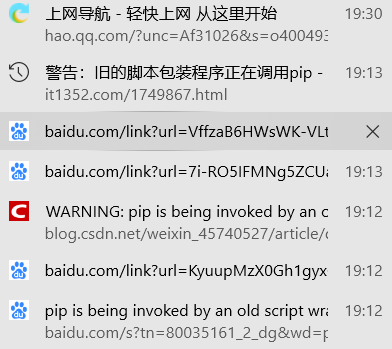 上网导航 - 轻快上网 从这里开始 19:30
hao.qq.com/?unc=Af31026&s=o400493
警告：旧的脚本包装程序正在调用pip - 19:13
it1352.com/1749867.html
baidu.com/link?url=VffzaB6HWsWK-VLt
baidu.com/link?url=7i-RO5IFMNg5ZCUa 19:13
WARNING: pip is being invoked by an o 19:12
blog.csdn.net/weixin_45740527/article/d
baidu.com/link?url=KyuupMzX0Gh1gyx 19:12
pip is being invoked by an old script wra 19:12
baidu.com/s?tn=80035161_2_dg&wd=p